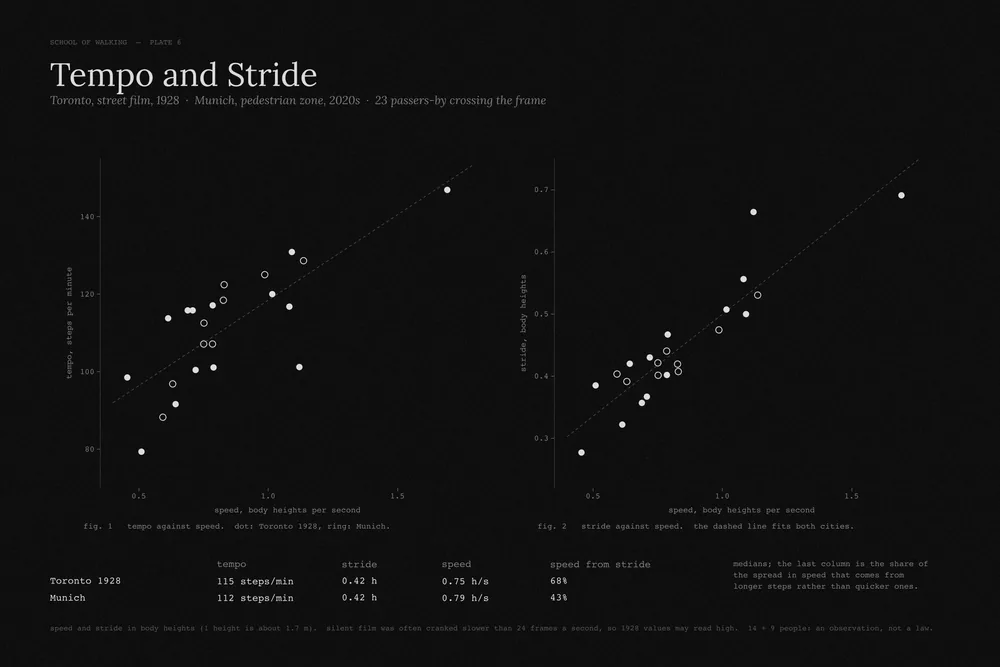 SCHOOL OF WALKING — PLATE 6
Tempo and Stride
Toronto, street film, 1928 · Munich, pedestrian zone, 2020s · 23 passers-by crossing the frame
tempo, steps per minute
140
120
100
80
0.5 1.0 1.5
speed, body heights per second
fig. 1 tempo against speed. dot: Toronto 1928, ring: Munich.
stride, body heights
0.7
0.6
0.5
0.4
0.3
0.5 1.0 1.5
speed, body heights per second
fig. 2 stride against speed. the dashed line fits both cities.
tempo stride speed speed from stride
Toronto 1928 115 steps/min 0.42 h 0.75 h/s 68%
Munich 112 steps/min 0.42 h 0.79 h/s 43%
medians; the last column is the share of
the spread in speed that comes from
longer steps rather than quicker ones.
speed and stride in body heights (1 height is about 1.7 m). silent film was often cranked slower than 24 frames a second, so 1928 values may read high. 14 + 9 people: an observation, not a law.